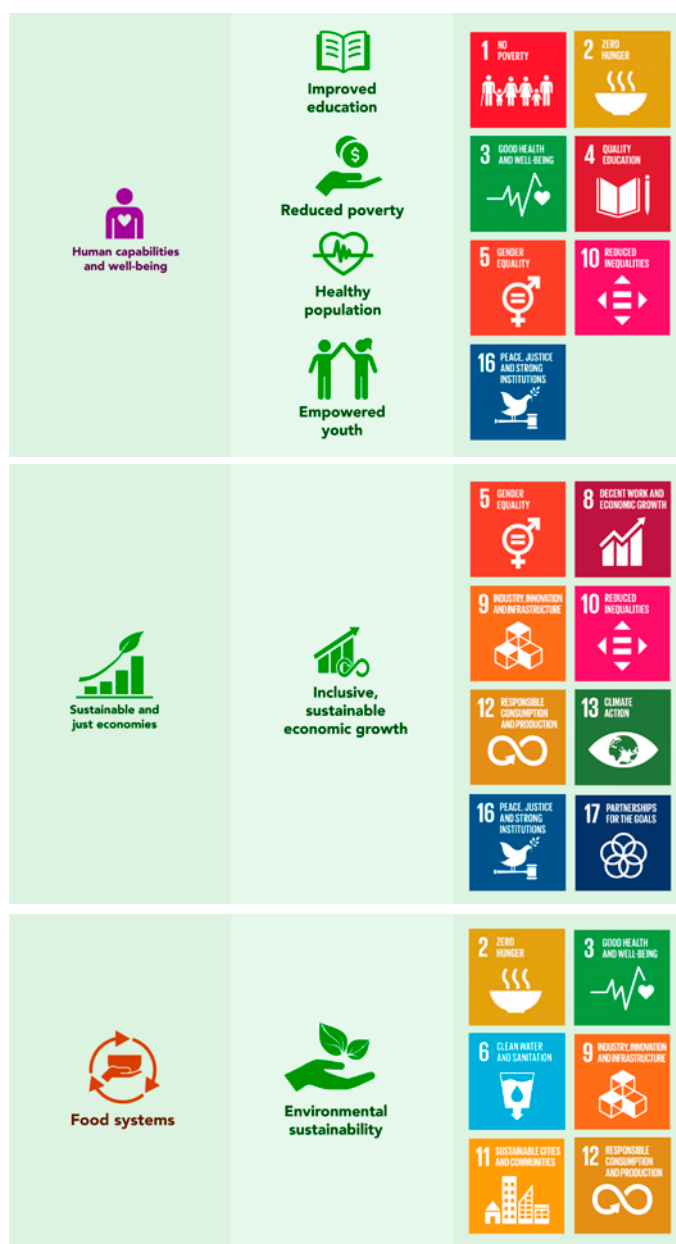 Human capabilities
and well-being
Improved
education
Reduced poverty
Healthy
population
Empowered
youth
1 NO
POVERTY
2 ZERO
HUNGER
3 GOOD HEALTH
AND WELL-BEING
4 QUALITY
EDUCATION
5 GENDER
EQUALITY
10 REDUCED
INEQUALITIES
16 PEACE, JUSTICE
AND STRONG
INSTITUTIONS
Sustainable and
just economies
Inclusive,
sustainable
economic growth
5 GENDER
EQUALITY
8 DECENT WORK AND
ECONOMIC GROWTH
9 INDUSTRY, INNOVATION
AND INFRASTRUCTURE
10 REDUCED
INEQUALITIES
12 RESPONSIBLE
CONSUMPTION
AND PRODUCTION
13 CLIMATE
ACTION
16 PEACE, JUSTICE
AND STRONG
INSTITUTIONS
17 PARTNERSHIPS
FOR THE GOALS
Food systems
Environmental
sustainability
2 ZERO
HUNGER
3 GOOD HEALTH
AND WELL-BEING
6 CLEAN WATER
AND SANITATION
9 INDUSTRY, INNOVATION
AND INFRASTRUCTURE
11 SUSTAINABLE CITIES
AND COMMUNITIES
12 RESPONSIBLE
CONSUMPTION
AND PRODUCTION